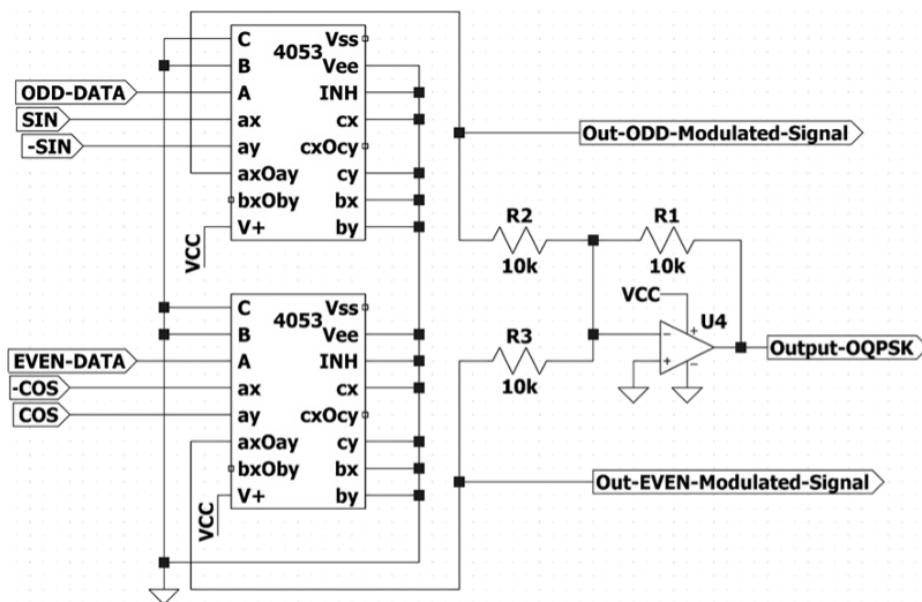 C
4053
Vss
B
Vee
ODD-DATA
A
INH
SIN
ax
cx
-SIN
ay
cxOcy
axOay
cy
bxOby
bx
V+
by
VCC
Out-ODD-Modulated-Signal
R2
10k
R1
10k
VCC
U4
Output-OQPSK
R3
10k
C
4053
Vss
B
Vee
EVEN-DATA
A
INH
-COS
ax
cx
COS
ay
cxOcy
axOay
cy
bxOby
bx
V+
by
VCC
Out-EVEN-Modulated-Signal